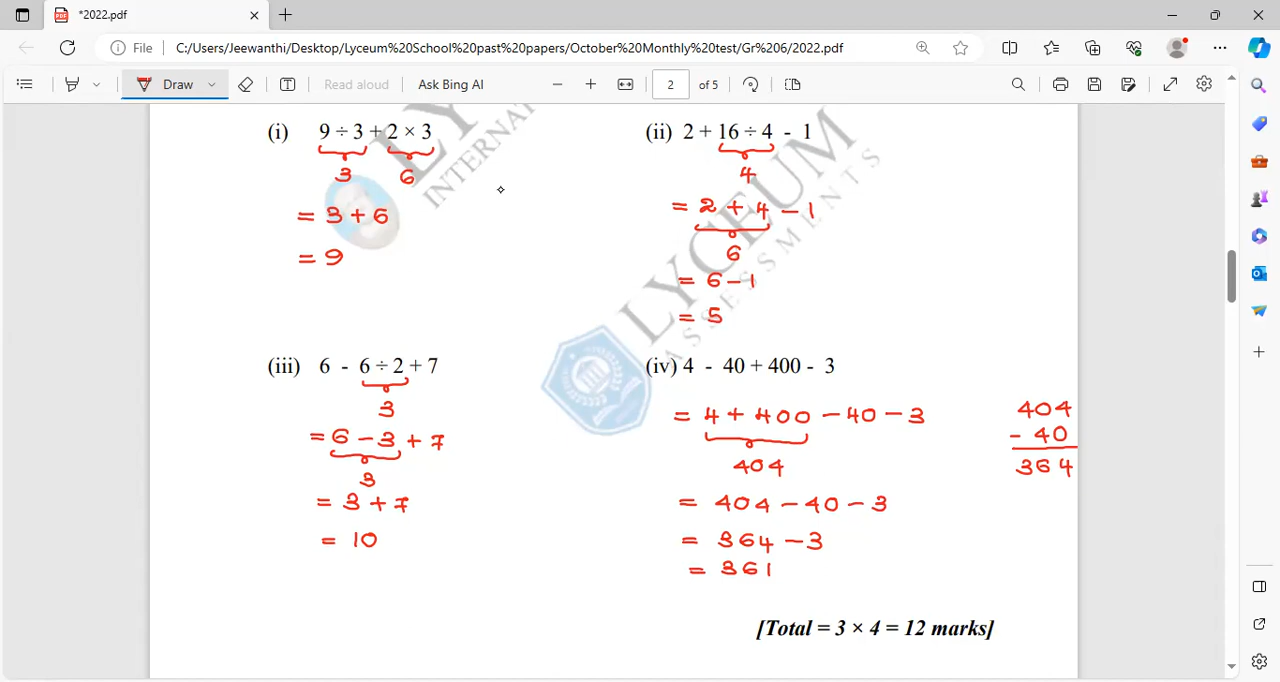 *2022.pdf
File C:/Users/Jeewanthi/Desktop/Lyceum%20School%20past%20papers/October%20Monthly%20test/Gr%206/2022.pdf
Draw Read aloud Ask Bing AI 2 of 5
(i) 9 ÷ 3 + 2 × 3
3 6
= 3 + 6
= 9
(ii) 2 + 16 ÷ 4 - 1
4
= 2 + 4 - 1
6
= 6 - 1
= 5
(iii) 6 - 6 ÷ 2 + 7
3
= 6 - 3 + 7
3
= 3 + 7
= 10
(iv) 4 - 40 + 400 - 3
= 4 + 400 - 40 - 3
404
= 404 - 40 - 3
= 364 - 3
= 361
404
- 40
364
[Total = 3 × 4 = 12 marks]
LY
INTERNAT
LYCEUM
ASSESSMENTS